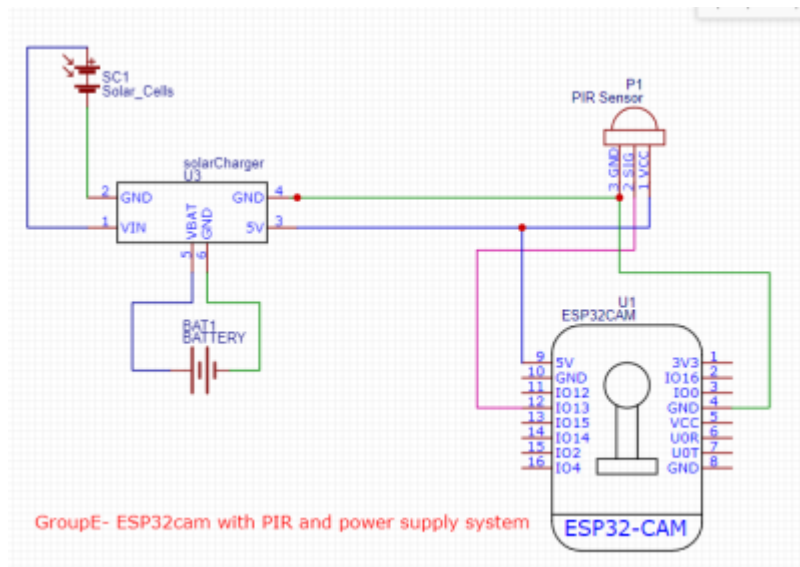 SC1
Solar_Cells
P1
PIR Sensor
3 GND
2 SIG
1 VCC
solarCharger
U3
2 GND
GND 4
1 VIN
5V 3
VBAT
GND
5
6
BAT1
BATTERY
U1
ESP32CAM
9 5V
10 GND
11 IO12
12 IO13
13 IO15
14 IO14
15 IO2
16 IO4
3V3 1
IO16 2
IO0 3
GND 4
VCC 5
U0R 6
U0T 7
GND 8
ESP32-CAM
GroupE- ESP32cam with PIR and power supply system